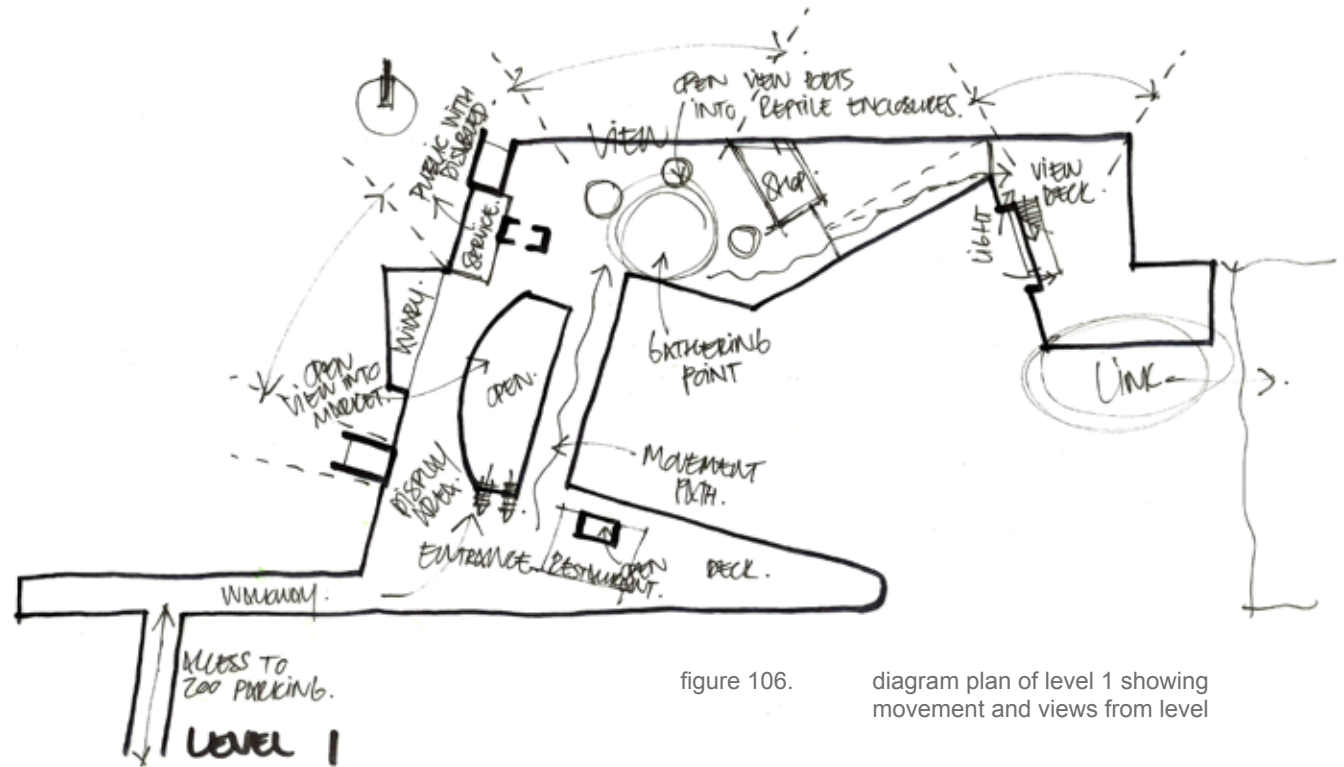 OPEN VIEW PORTS
INTO REPTILE ENCLOSURES.
VIEW
PUBLIC WITH
DISABLED.
SERVICE.
SHOP.
VIEW
DECK.
LIGHT
OPEN
VIEW INTO
MARKET.
OPEN.
GATHERING
POINT
LINK
MOVEMENT
PATH.
DISPLAY
AREA.
ENTRANCE
RESTAURANT.
OPEN
DECK.
WALKWAY.
ACCESS TO
ZOO PARKING.
LEVEL 1
figure 106. diagram plan of level 1 showing
movement and views from level